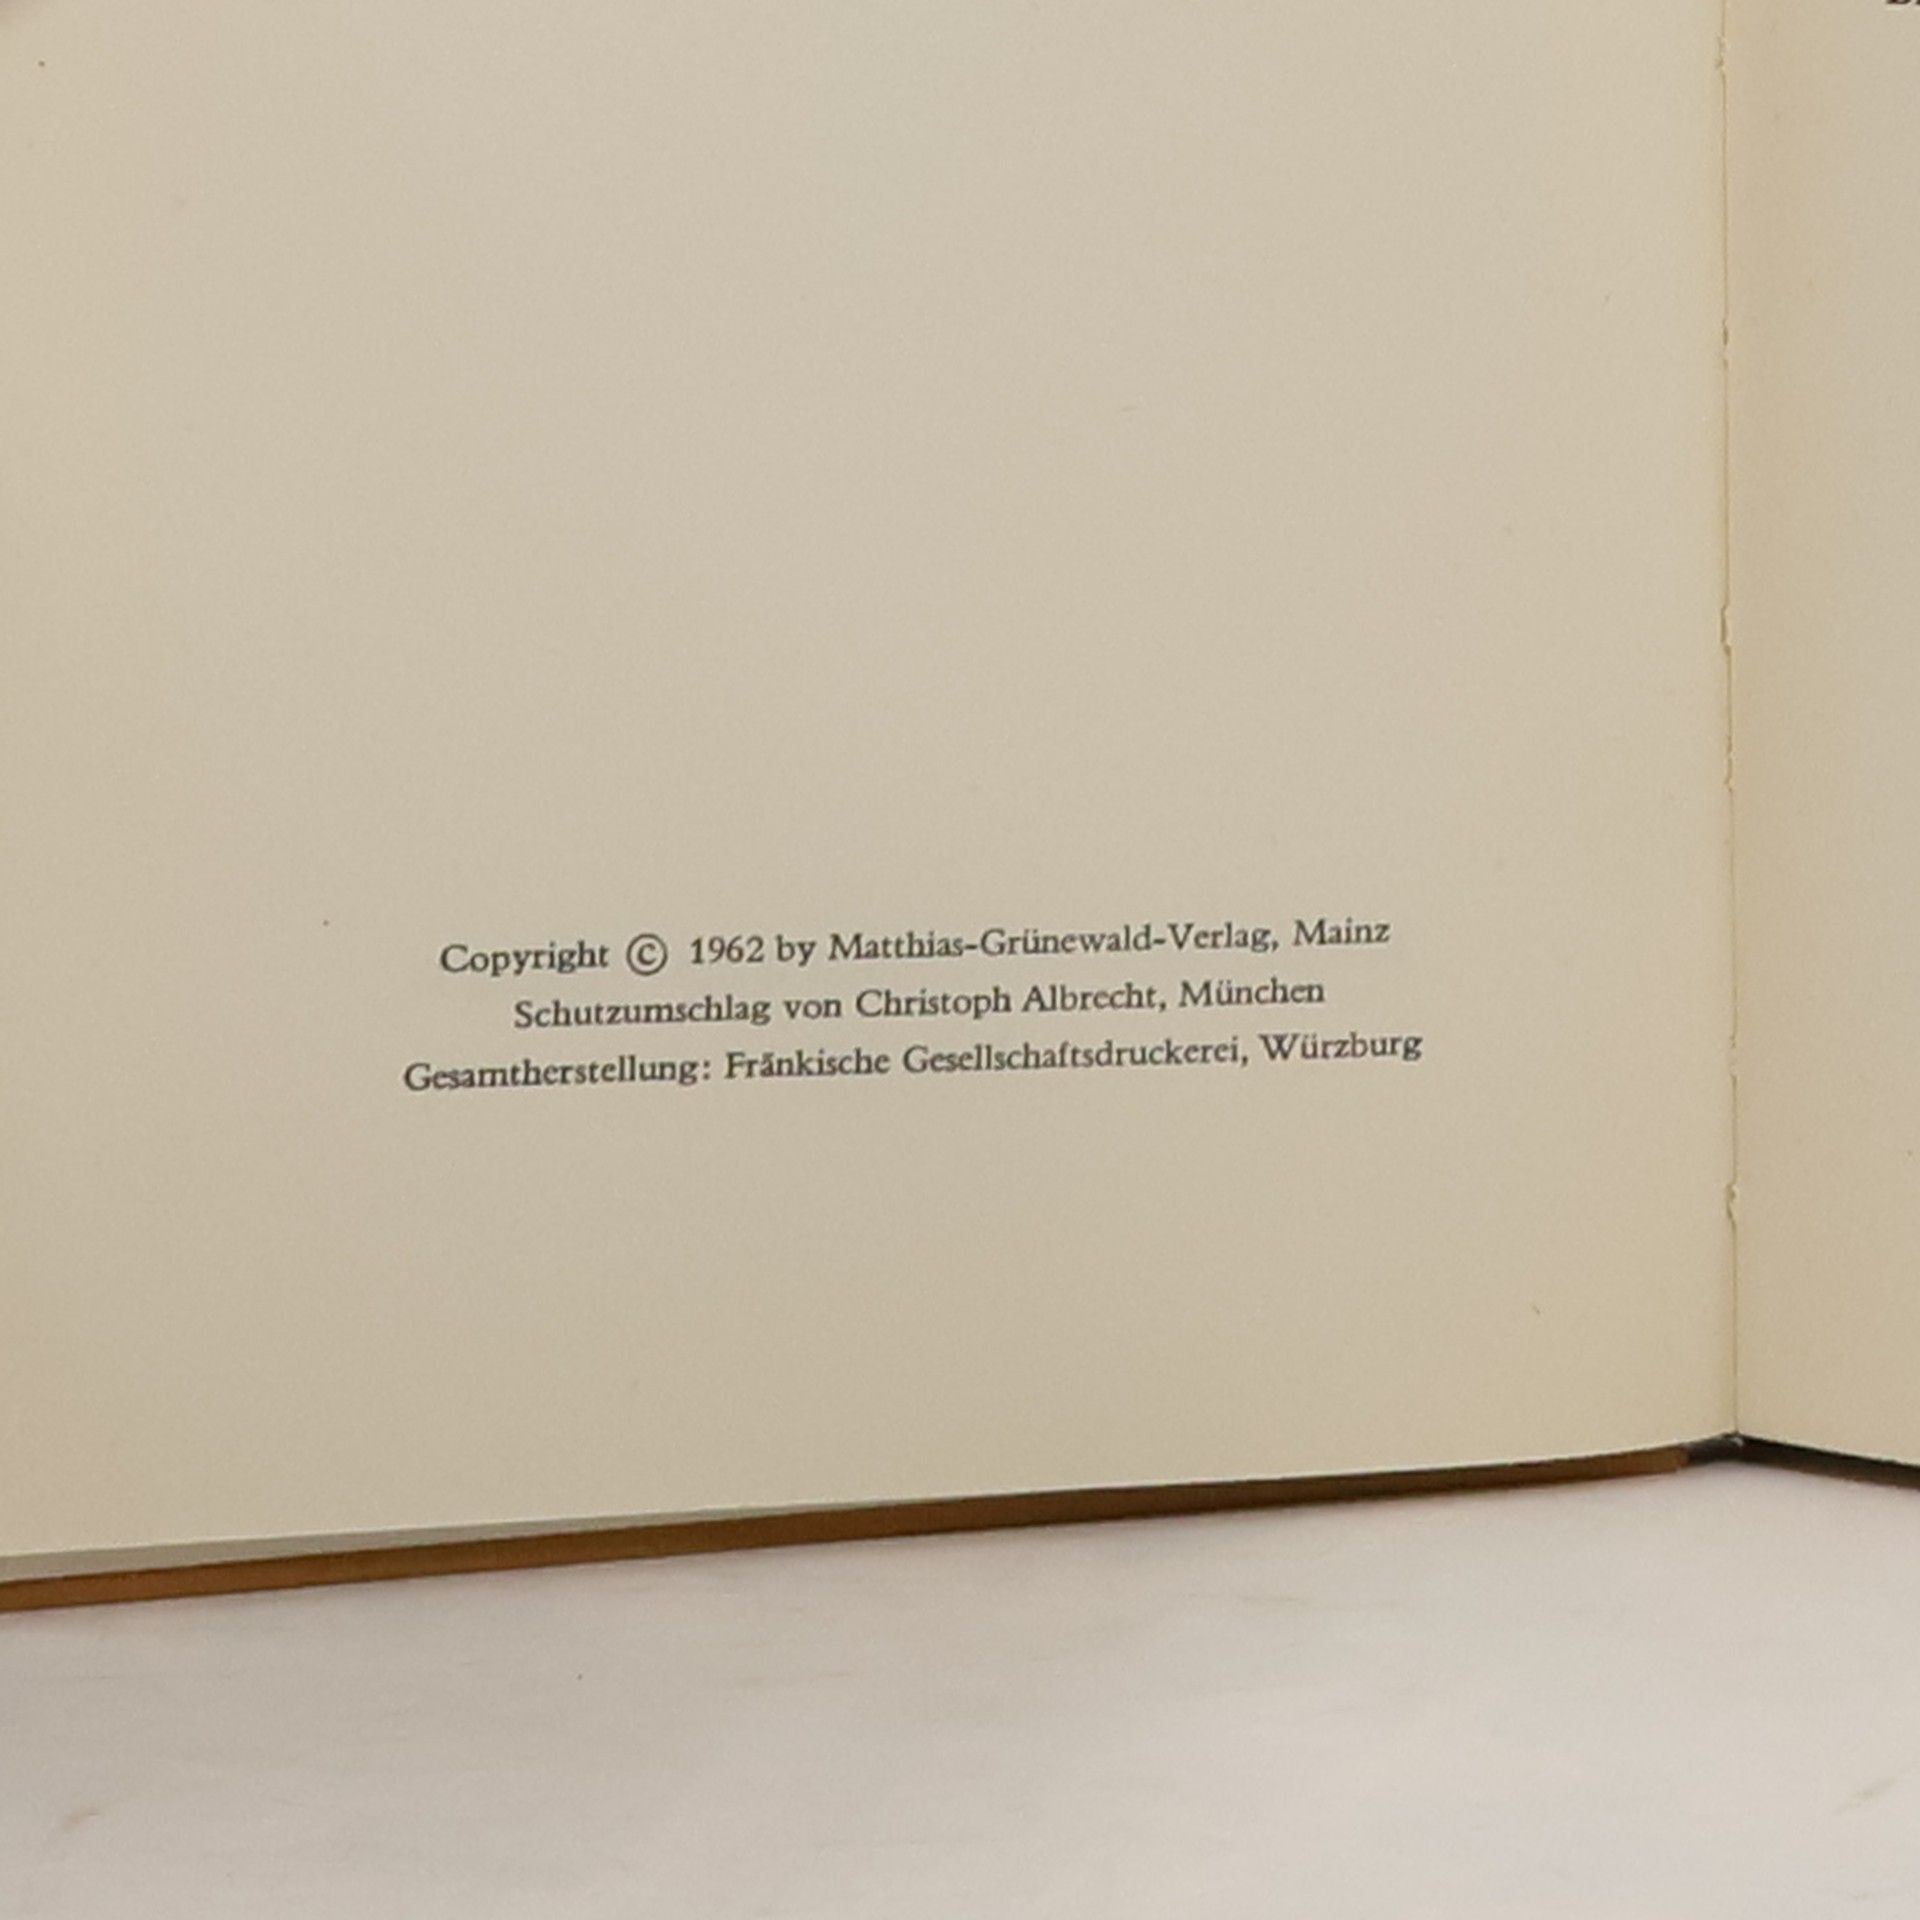 Copyright © 1962 by Matthias-Grünewald-Verlag, Mainz
Schutzumschlag von Christoph Albrecht, München
Gesamtherstellung: Fränkische Gesellschaftsdruckerei, Würzburg